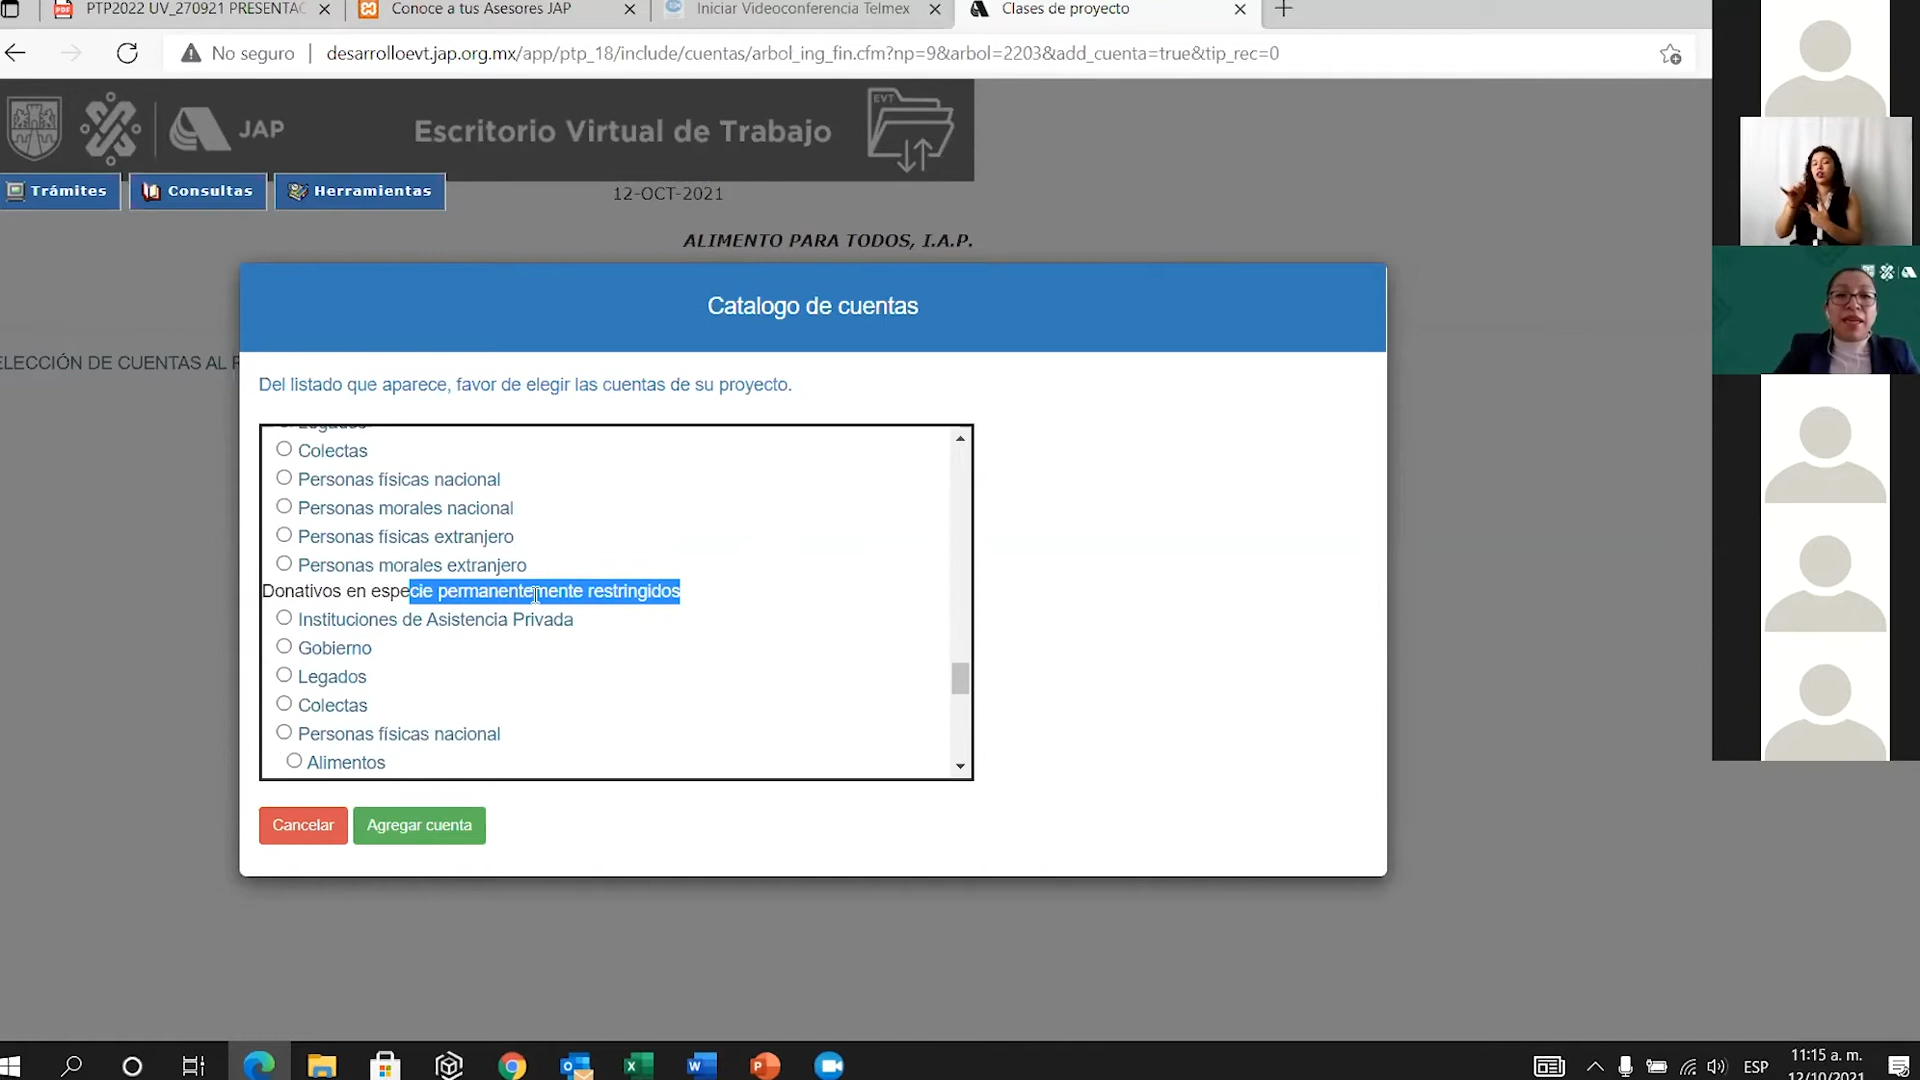 PTP2022 UV_270921 PRESENTAC
Conoce a tus Asesores JAP
Iniciar Videoconferencia Telmex
Clases de proyecto
No seguro
desarrolloevt.jap.org.mx/app/ptp_18/include/cuentas/arbol_ing_fin.cfm?np=9&arbol=2203&add_cuenta=true&tip_rec=0
JAP
Escritorio Virtual de Trabajo
EVT
Trámites
Consultas
Herramientas
12-OCT-2021
ALIMENTO PARA TODOS, I.A.P.
ELECCIÓN DE CUENTAS AL
Catalogo de cuentas
Del listado que aparece, favor de elegir las cuentas de su proyecto.
Legados
Colectas
Personas físicas nacional
Personas morales nacional
Personas físicas extranjero
Personas morales extranjero
Donativos en especie permanentemente restringidos
Instituciones de Asistencia Privada
Gobierno
Legados
Colectas
Personas físicas nacional
Alimentos
Cancelar
Agregar cuenta
ESP
11:15 a. m.
12/10/2021